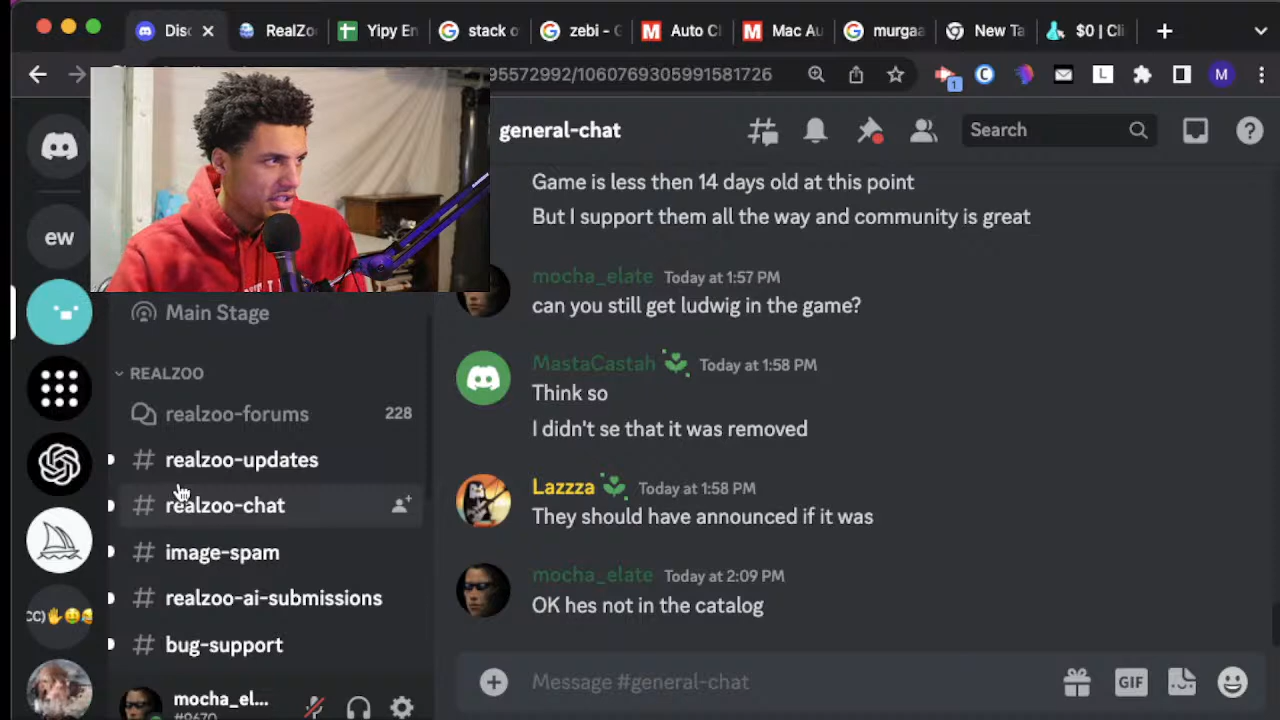 Disc
RealZo
Yipy En
stack o
zebi - G
Auto Cl
Mac Au
murgaa
New Ta
$0 | Cli
95572992/1060769305991581726
1
L
M
general-chat
Search
ew
Main Stage
REALZOO
realzoo-forums
228
realzoo-updates
realzoo-chat
image-spam
realzoo-ai-submissions
bug-support
CC)
mocha_el...
#9670
Game is less then 14 days old at this point
But I support them all the way and community is great
mocha_elate Today at 1:57 PM
can you still get ludwig in the game?
MastaCastah Today at 1:58 PM
Think so
I didn't se that it was removed
Lazzza Today at 1:58 PM
They should have announced if it was
mocha_elate Today at 2:09 PM
OK hes not in the catalog
Message #general-chat
GIF